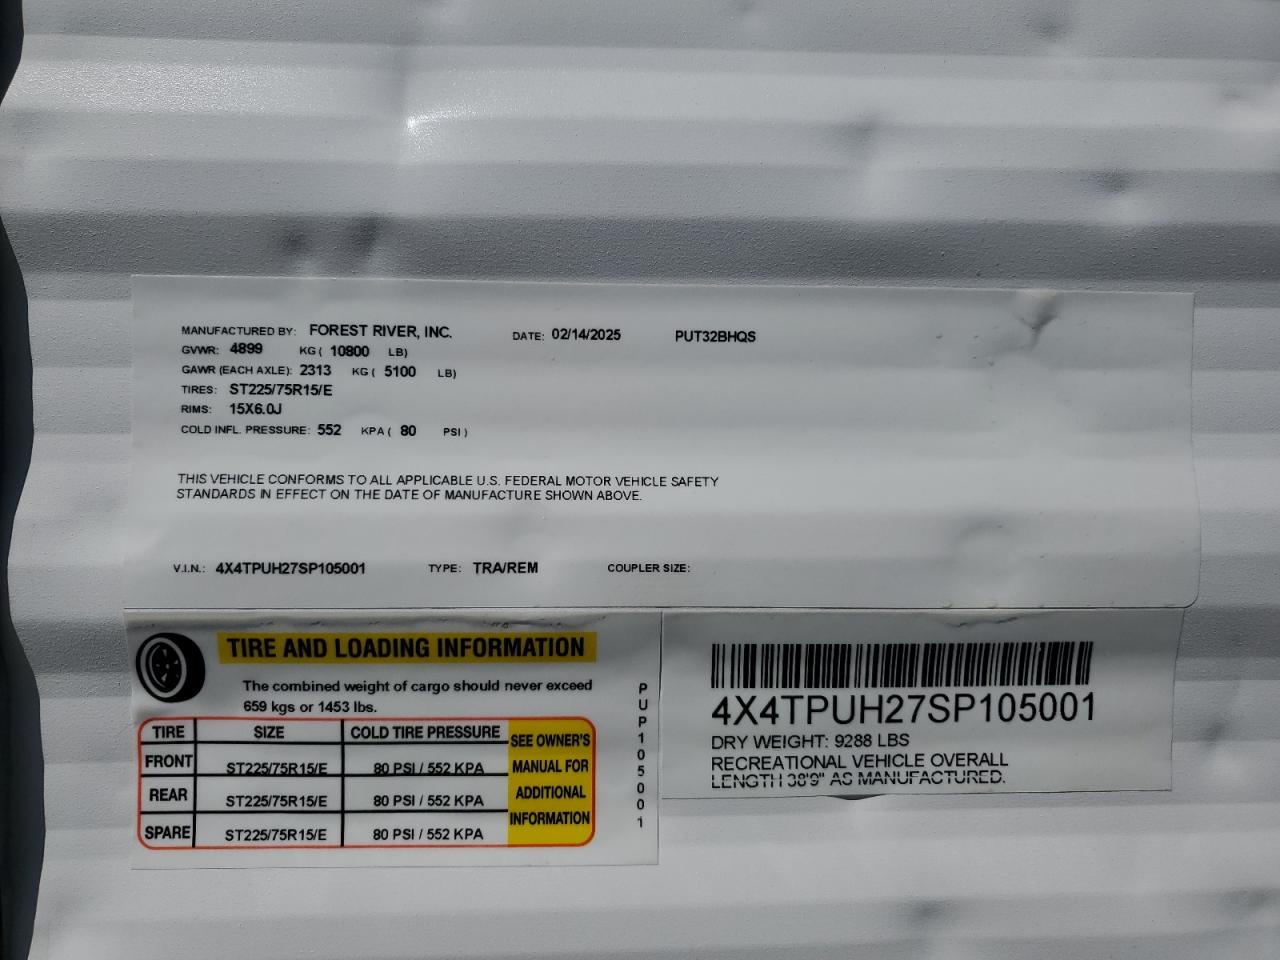 MANUFACTURED BY: FOREST RIVER, INC. DATE: 02/14/2025 PUT32BHQS
GVWR: 4899 KG ( 10800 LB)
GAWR (EACH AXLE): 2313 KG ( 5100 LB)
TIRES: ST225/75R15/E
RIMS: 15X6.0J
COLD INFL. PRESSURE: 552 KPA ( 80 PSI )
THIS VEHICLE CONFORMS TO ALL APPLICABLE U.S. FEDERAL MOTOR VEHICLE SAFETY
STANDARDS IN EFFECT ON THE DATE OF MANUFACTURE SHOWN ABOVE.
V.I.N.: 4X4TPUH27SP105001 TYPE: TRA/REM COUPLER SIZE:
TIRE AND LOADING INFORMATION
The combined weight of cargo should never exceed
659 kgs or 1453 lbs.
TIRE SIZE COLD TIRE PRESSURE
FRONT ST225/75R15/E 80 PSI / 552 KPA
REAR ST225/75R15/E 80 PSI / 552 KPA
SPARE ST225/75R15/E 80 PSI / 552 KPA
SEE OWNER'S
MANUAL FOR
ADDITIONAL
INFORMATION
PUP105001
4X4TPUH27SP105001
DRY WEIGHT: 9288 LBS
RECREATIONAL VEHICLE OVERALL
LENGTH 38'9" AS MANUFACTURED.